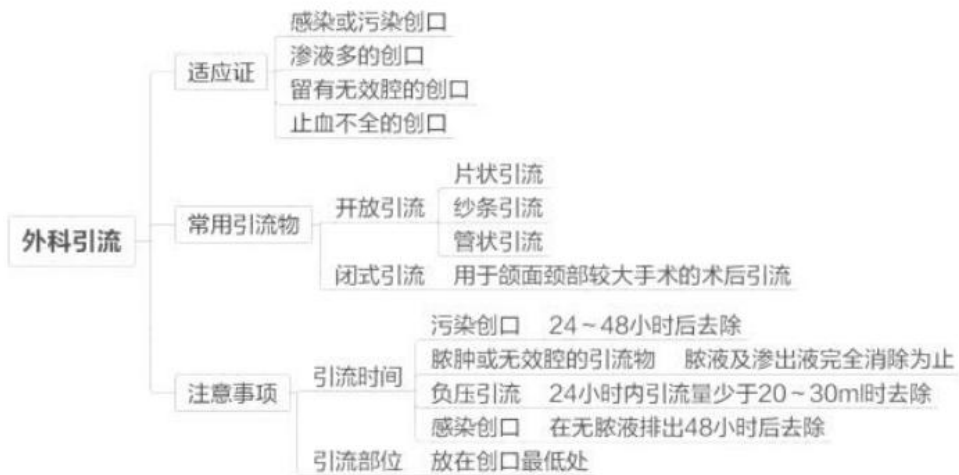 外科引流
适应证
感染或污染创口
渗液多的创口
留有无效腔的创口
止血不全的创口
常用引流物
开放引流
片状引流
纱条引流
管状引流
闭式引流 用于颌面颈部较大手术的术后引流
注意事项
引流时间
污染创口 24～48小时后去除
脓肿或无效腔的引流物 脓液及渗出液完全消除为止
负压引流 24小时内引流量少于20～30ml时去除
感染创口 在无脓液排出48小时后去除
引流部位 放在创口最低处